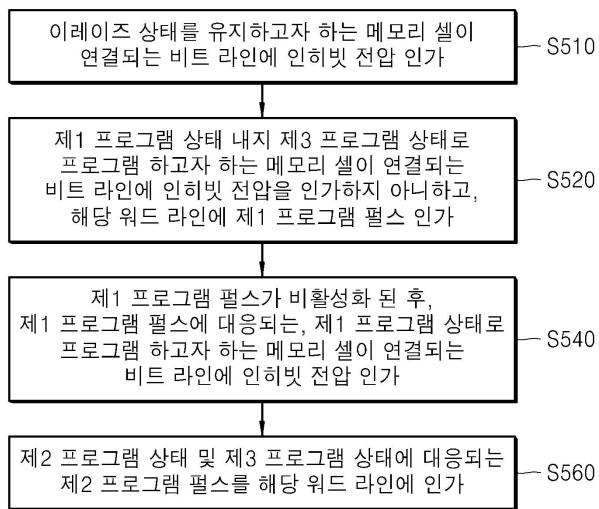 이레이즈 상태를 유지하고자 하는 메모리 셀이
연결되는 비트 라인에 인히빗 전압 인가
S510
제1 프로그램 상태 내지 제3 프로그램 상태로
프로그램 하고자 하는 메모리 셀이 연결되는
비트 라인에 인히빗 전압을 인가하지 아니하고,
해당 워드 라인에 제1 프로그램 펄스 인가
S520
제1 프로그램 펄스가 비활성화 된 후,
제1 프로그램 펄스에 대응되는, 제1 프로그램 상태로
프로그램 하고자 하는 메모리 셀이 연결되는
비트 라인에 인히빗 전압 인가
S540
제2 프로그램 상태 및 제3 프로그램 상태에 대응되는
제2 프로그램 펄스를 해당 워드 라인에 인가
S560